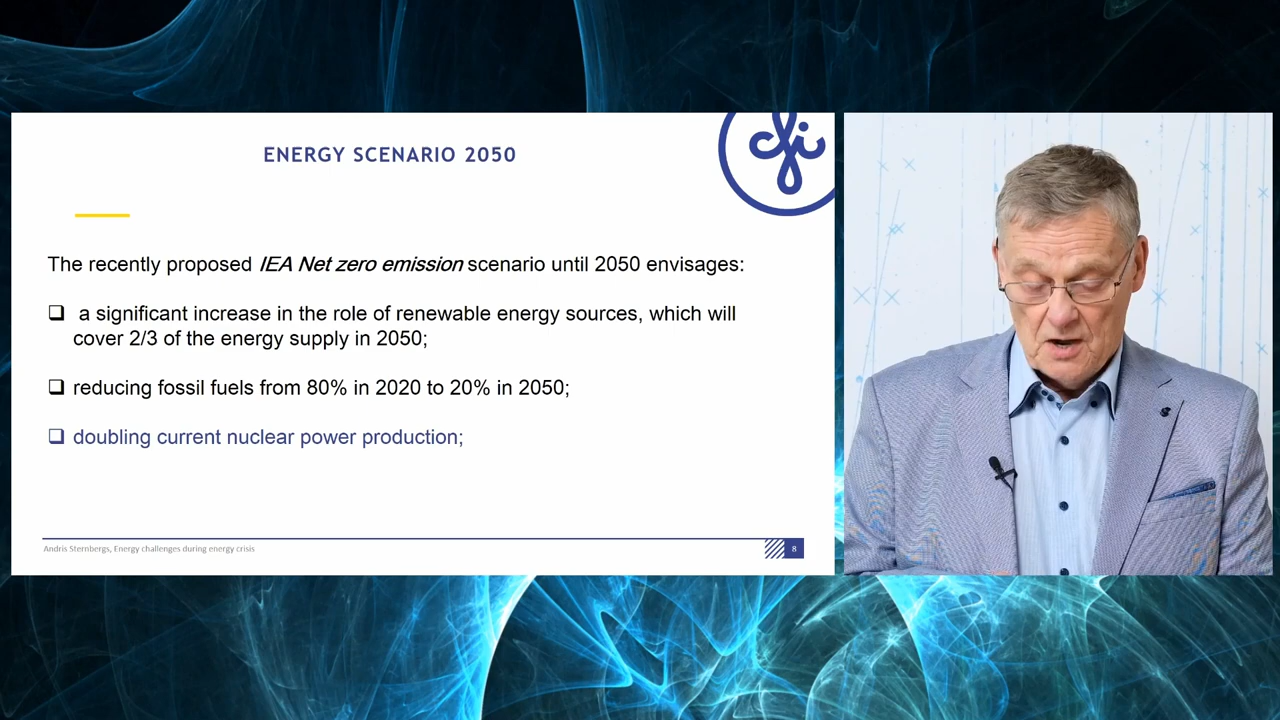 ENERGY SCENARIO 2050
The recently proposed IEA Net zero emission scenario until 2050 envisages:
a significant increase in the role of renewable energy sources, which will
cover 2/3 of the energy supply in 2050;
reducing fossil fuels from 80% in 2020 to 20% in 2050;
doubling current nuclear power production;
Andris Sternbergs, Energy challenges during energy crisis
8